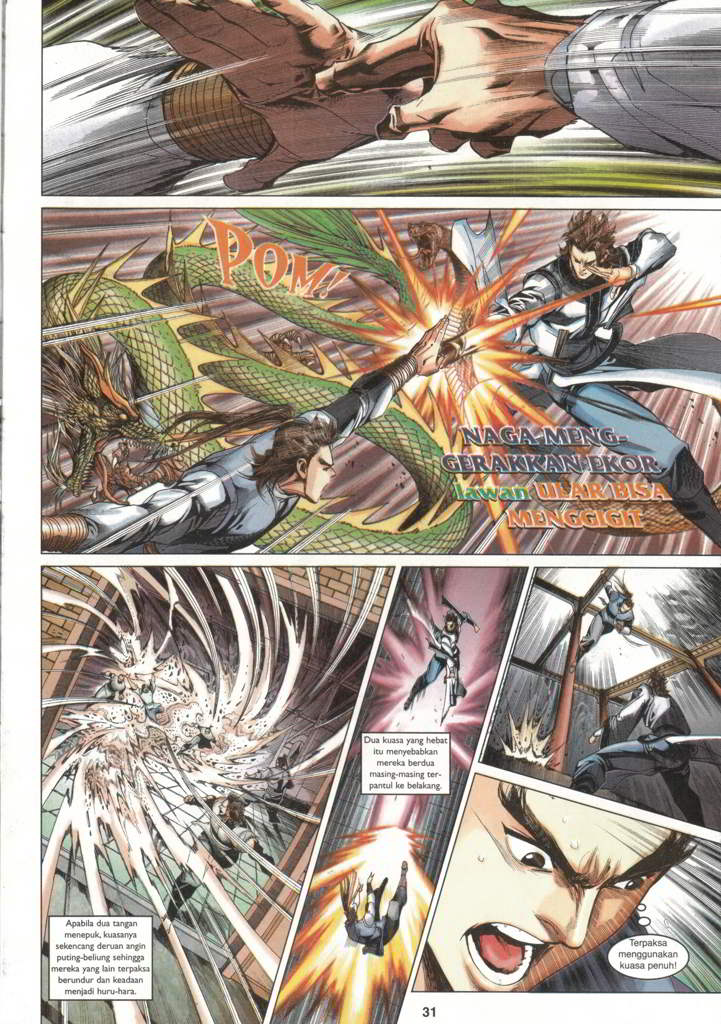 POM!
NAGA MENG-
GERAKKAN EKOR
lawan ULAR BISA
MENGGIGIT
Dua kuasa yang hebat
itu menyebabkan
mereka berdua
masing-masing ter-
pantul ke belakang.
Apabila dua tangan
menepuk, kuasanya
sekencang deruan angin
puting-beliung sehingga
mereka yang lain terpaksa
berundur dan keadaan
menjadi huru-hara.
Terpaksa
menggunakan
kuasa penuh!
31